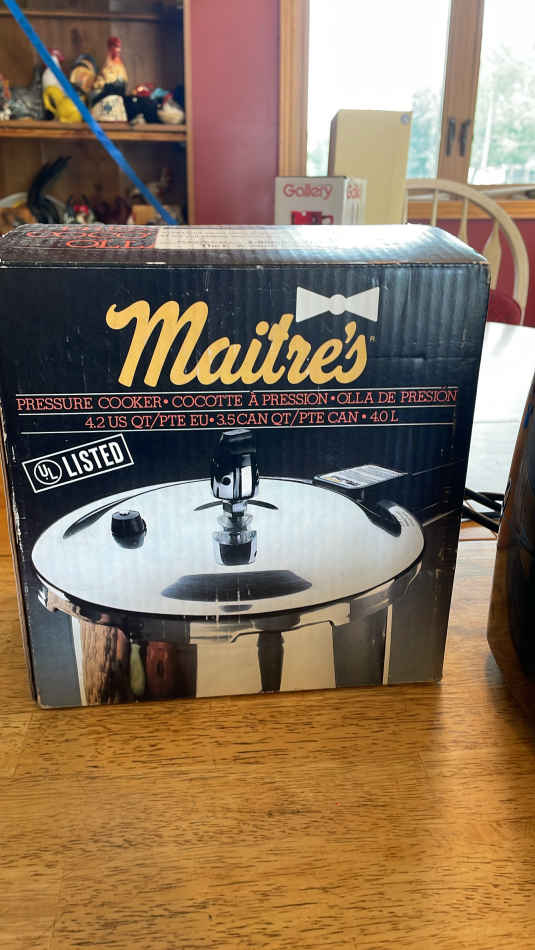 Gallery
Maitre's
PRESSURE COOKER • COCOTTE À PRESSION • OLLA DE PRESIÓN
4.2 US QT/PTE EU • 3.5 CAN QT/PTE CAN • 4.0 L
UL LISTED